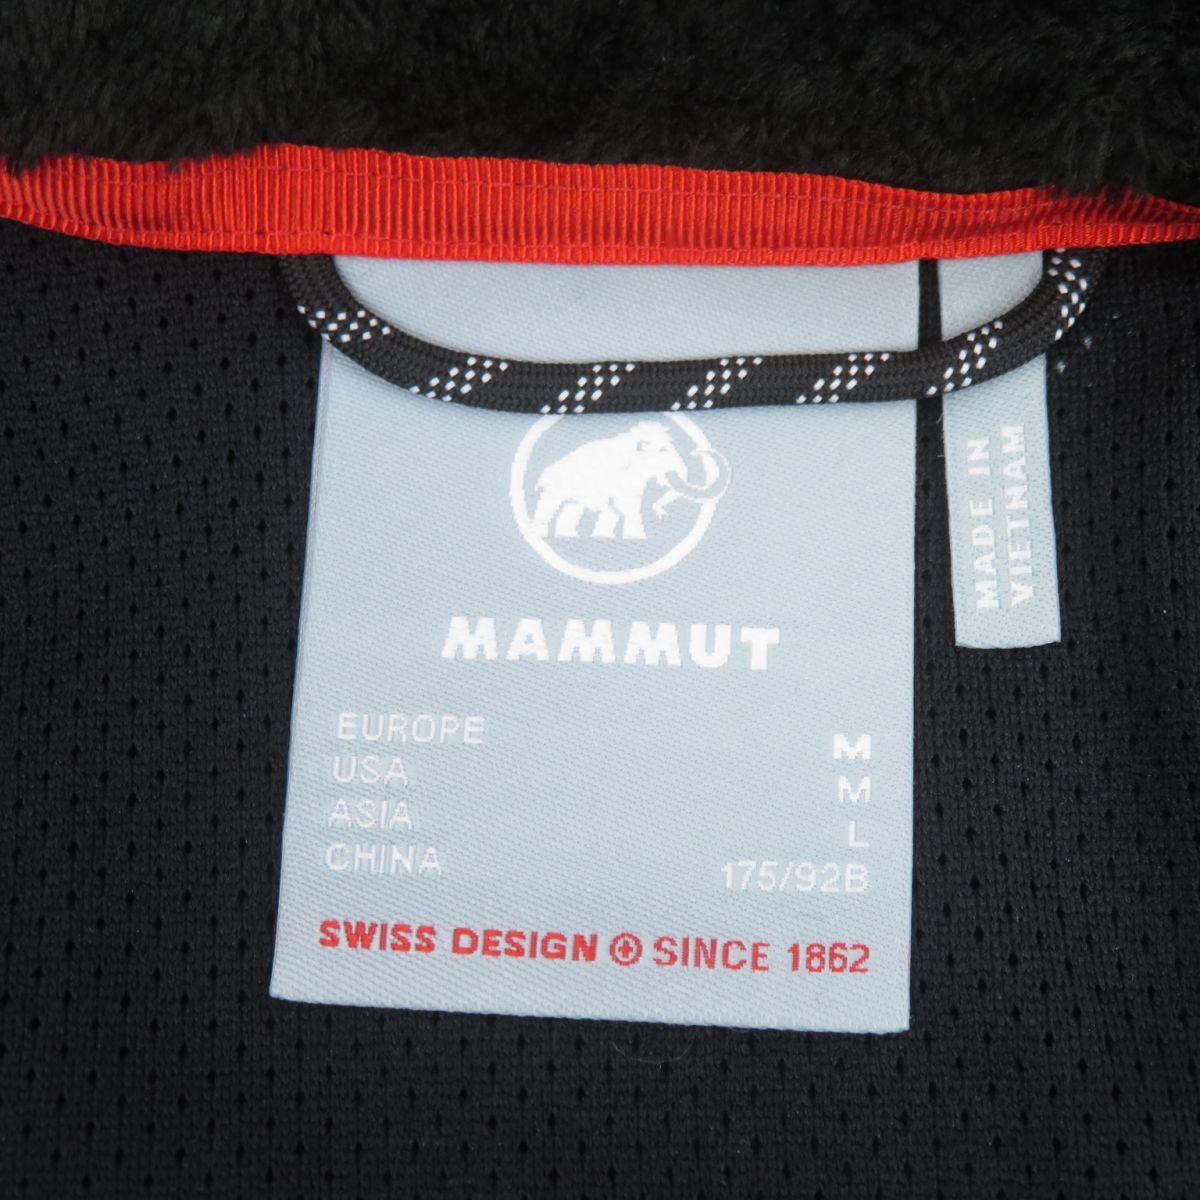 MAMMUT
EUROPE M
USA M
ASIA L
CHINA 175/92B
SWISS DESIGN SINCE 1862
MADE IN
VIETNAM